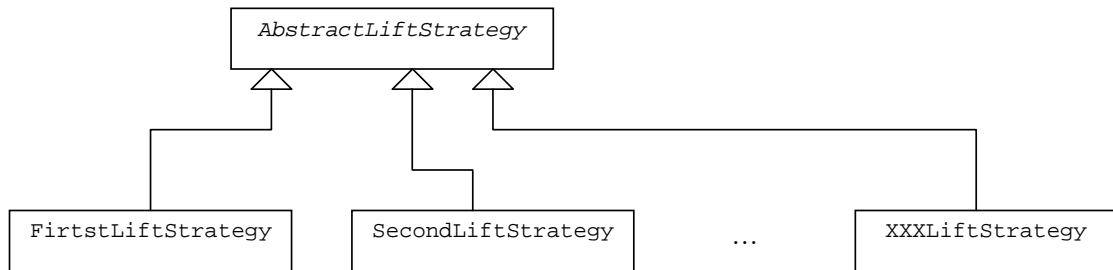 AbstractLiftStrategy
FirtstLiftStrategy
SecondLiftStrategy
...
XXXLiftStrategy